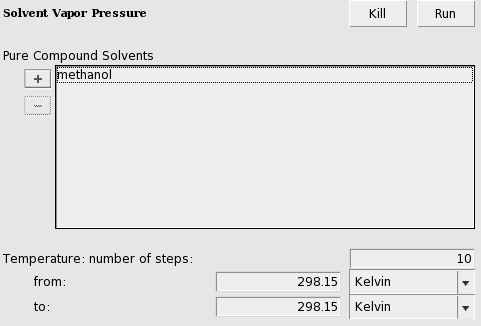 Solvent Vapor Pressure
Kill
Run
Pure Compound Solvents
+
methanol
Temperature: number of steps:
10
from:
298.15
Kelvin
to:
298.15
Kelvin